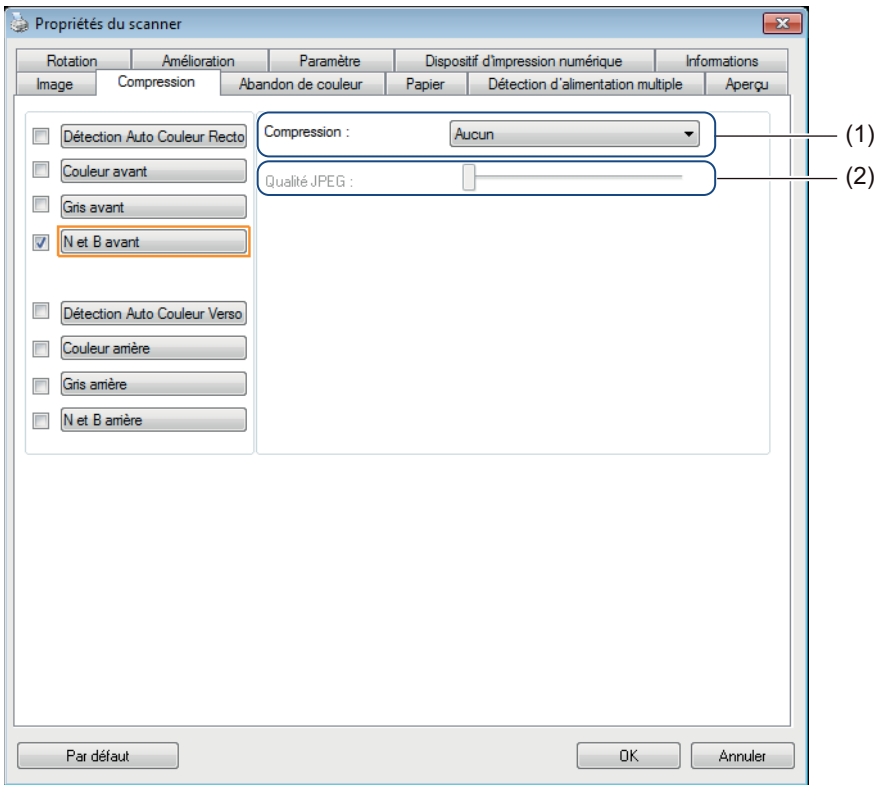 Propriétés du scanner
Rotation Amélioration Paramètre Dispositif d'impression numérique Informations
Image Compression Abandon de couleur Papier Détection d'alimentation multiple Aperçu
Détection Auto Couleur Recto
Couleur avant
Gris avant
N et B avant
Détection Auto Couleur Verso
Couleur arrière
Gris arrière
N et B arrière
Compression : Aucun (1)
Qualité JPEG : (2)
Par défaut OK Annuler